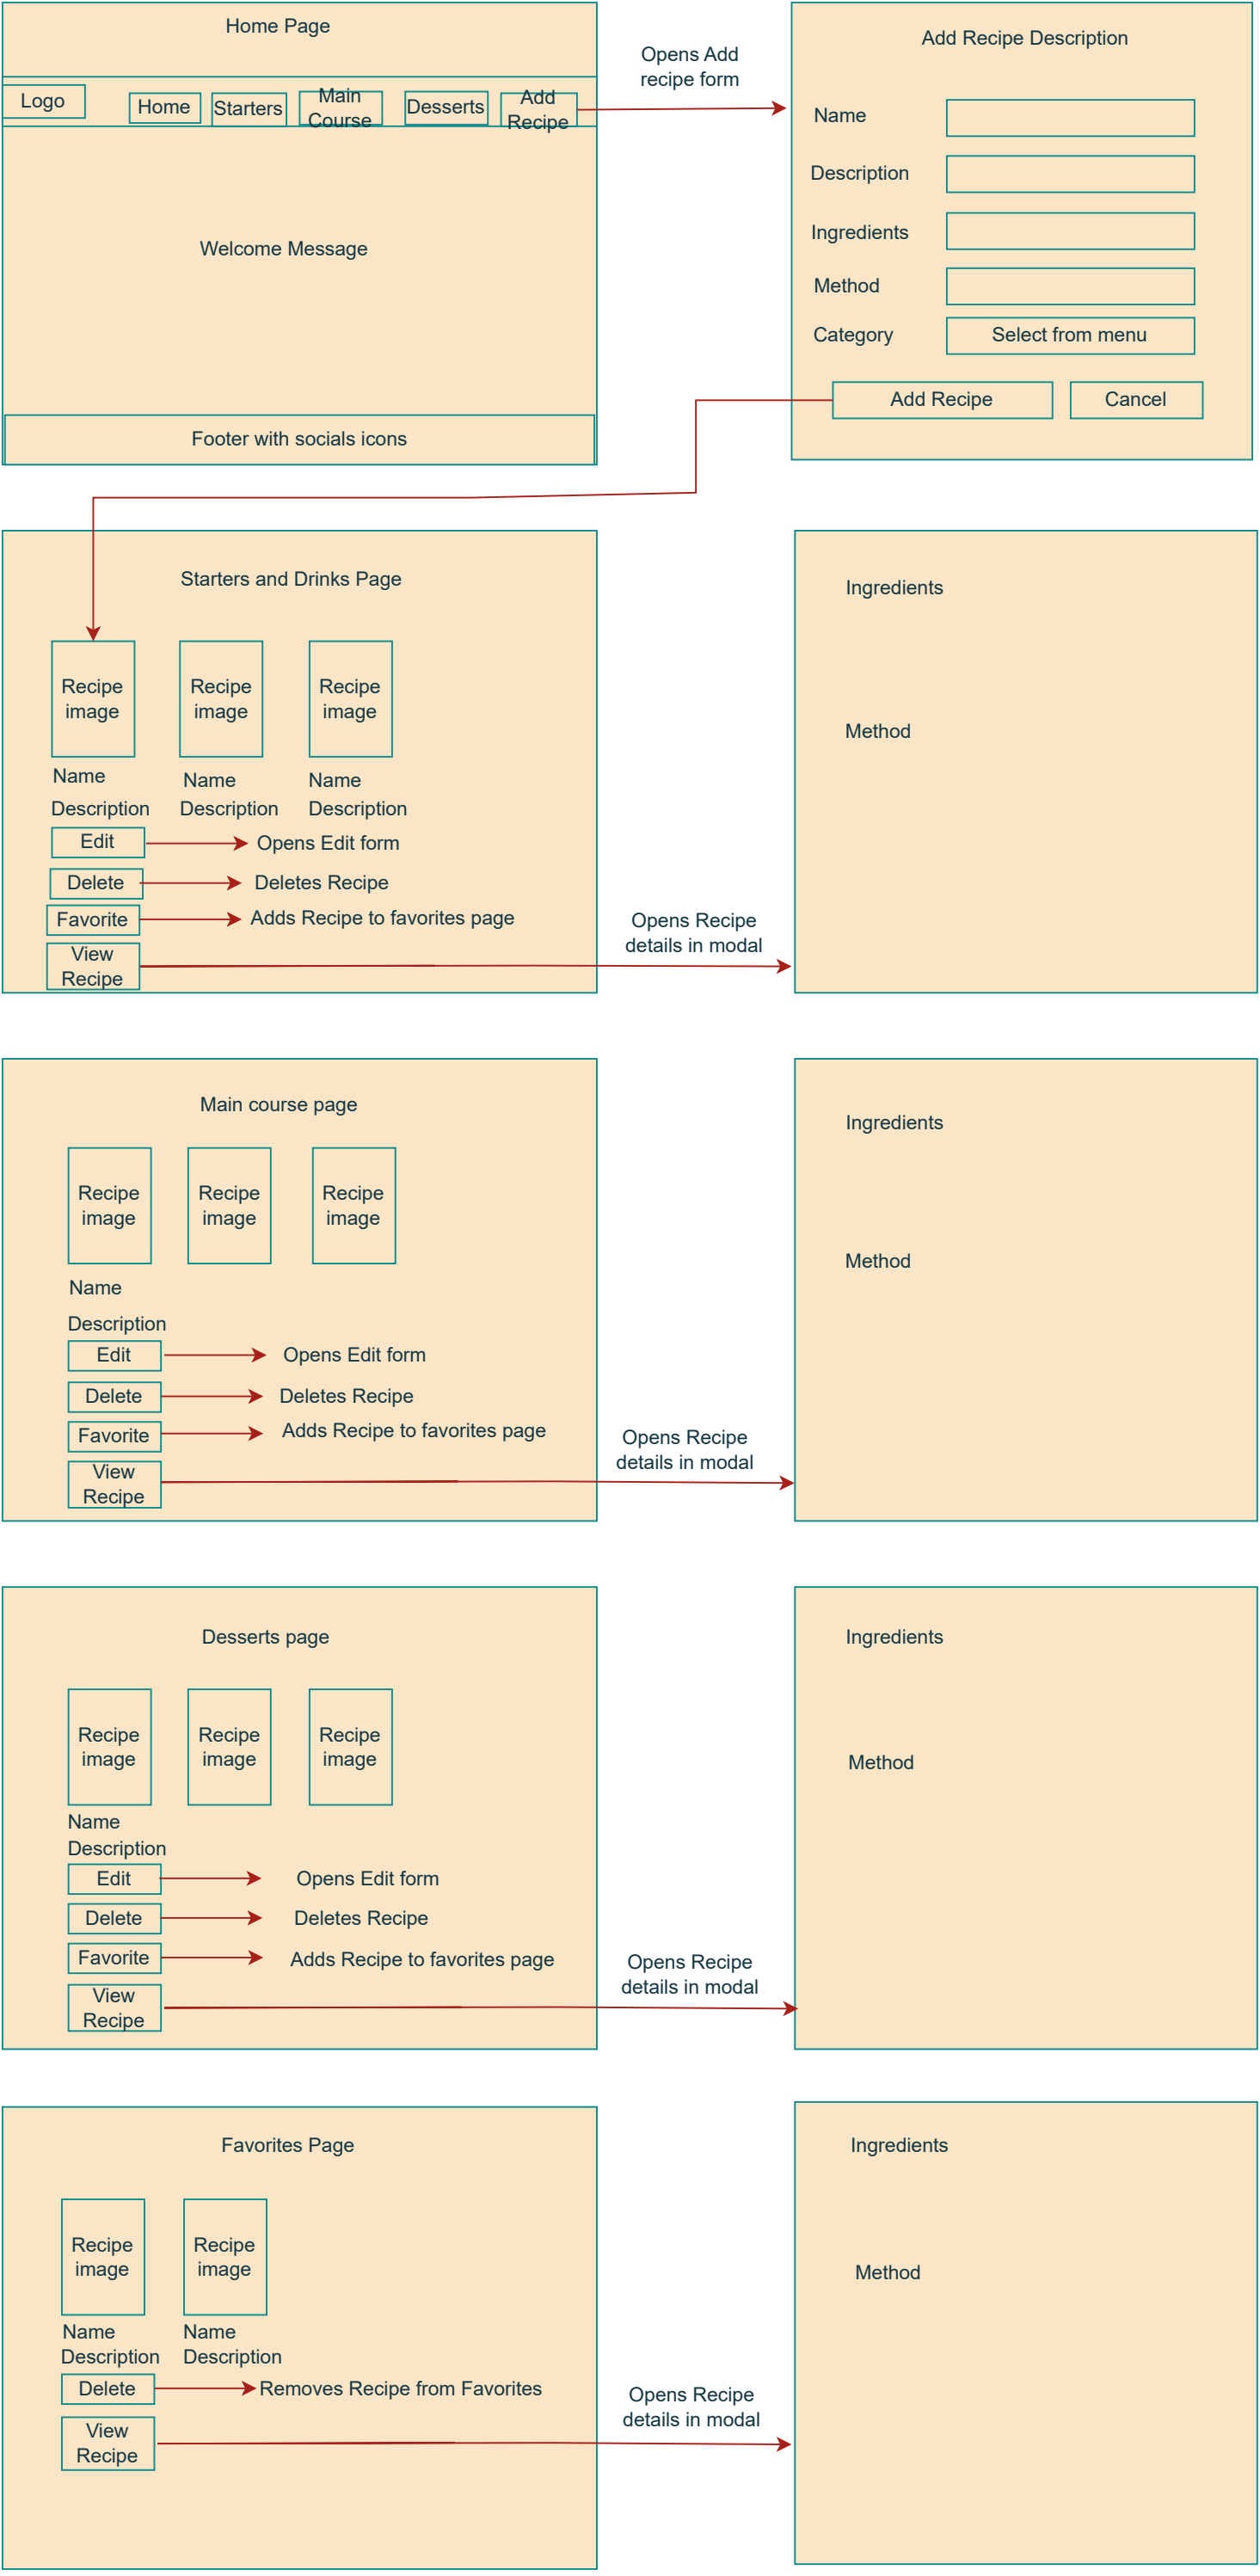 Home Page
Logo
Home
Starters
Main
Course
Desserts
Add
Recipe
Welcome Message
Footer with socials icons
Opens Add
recipe form
Add Recipe Description
Name
Description
Ingredients
Method
Category
Select from menu
Add Recipe
Cancel
Starters and Drinks Page
Recipe
image
Recipe
image
Recipe
image
Name
Name
Name
Description
Description
Description
Edit
Opens Edit form
Delete
Deletes Recipe
Favorite
Adds Recipe to favorites page
View
Recipe
Opens Recipe
details in modal
Ingredients
Method
Main course page
Recipe
image
Recipe
image
Recipe
image
Name
Description
Edit
Opens Edit form
Delete
Deletes Recipe
Favorite
Adds Recipe to favorites page
View
Recipe
Opens Recipe
details in modal
Ingredients
Method
Desserts page
Recipe
image
Recipe
image
Recipe
image
Name
Description
Edit
Opens Edit form
Delete
Deletes Recipe
Favorite
Adds Recipe to favorites page
View
Recipe
Opens Recipe
details in modal
Ingredients
Method
Favorites Page
Recipe
image
Recipe
image
Name
Name
Description
Description
Delete
Removes Recipe from Favorites
View
Recipe
Opens Recipe
details in modal
Ingredients
Method